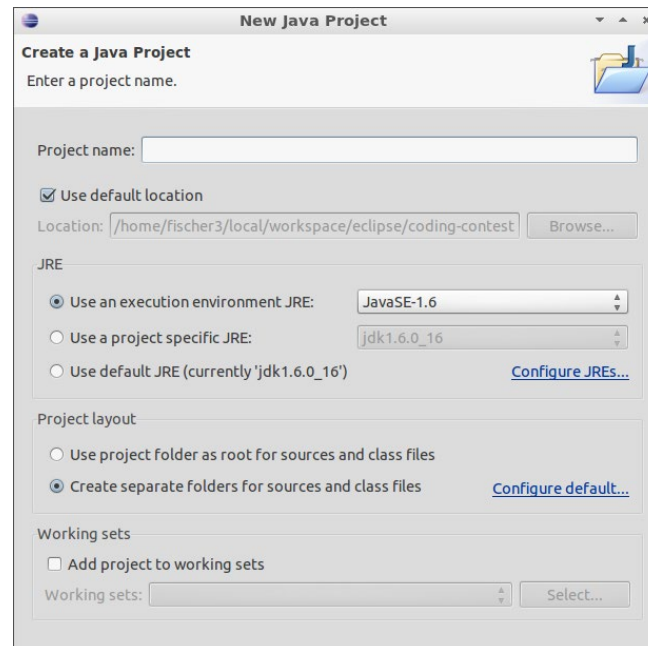 New Java Project
Create a Java Project
Enter a project name.
Project name:
Use default location
Location: /home/fischer3/local/workspace/eclipse/coding-contest Browse...
JRE
Use an execution environment JRE: JavaSE-1.6
Use a project specific JRE: jdk1.6.0_16
Use default JRE (currently 'jdk1.6.0_16') Configure JREs...
Project layout
Use project folder as root for sources and class files
Create separate folders for sources and class files Configure default...
Working sets
Add project to working sets
Working sets: Select...